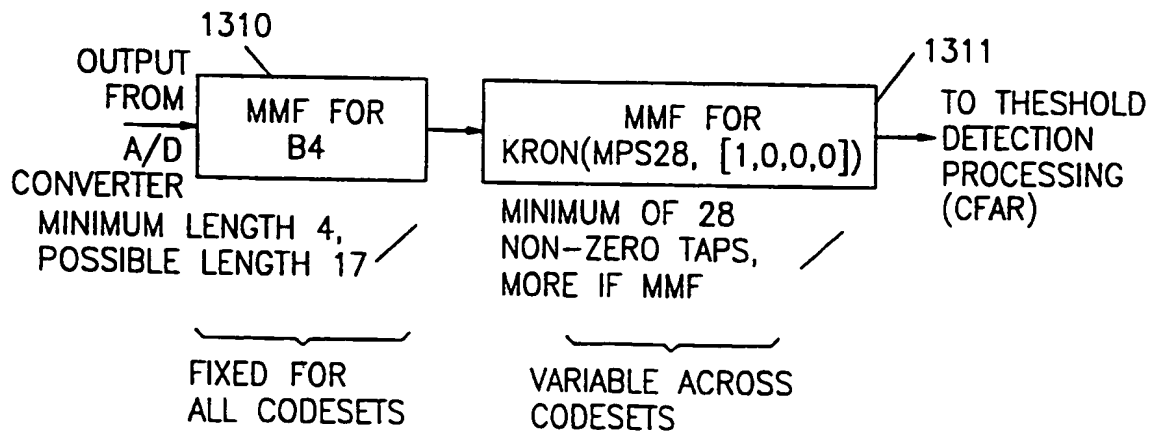 1310
OUTPUT
FROM
A/D
CONVERTER
MMF FOR
B4
1311
MMF FOR
KRON(MPS28, [1,0,0,0])
TO THESHOLD
DETECTION
PROCESSING
(CFAR)
MINIMUM LENGTH 4,
POSSIBLE LENGTH 17
MINIMUM OF 28
NON-ZERO TAPS,
MORE IF MMF
FIXED FOR
ALL CODESETS
VARIABLE ACROSS
CODESETS